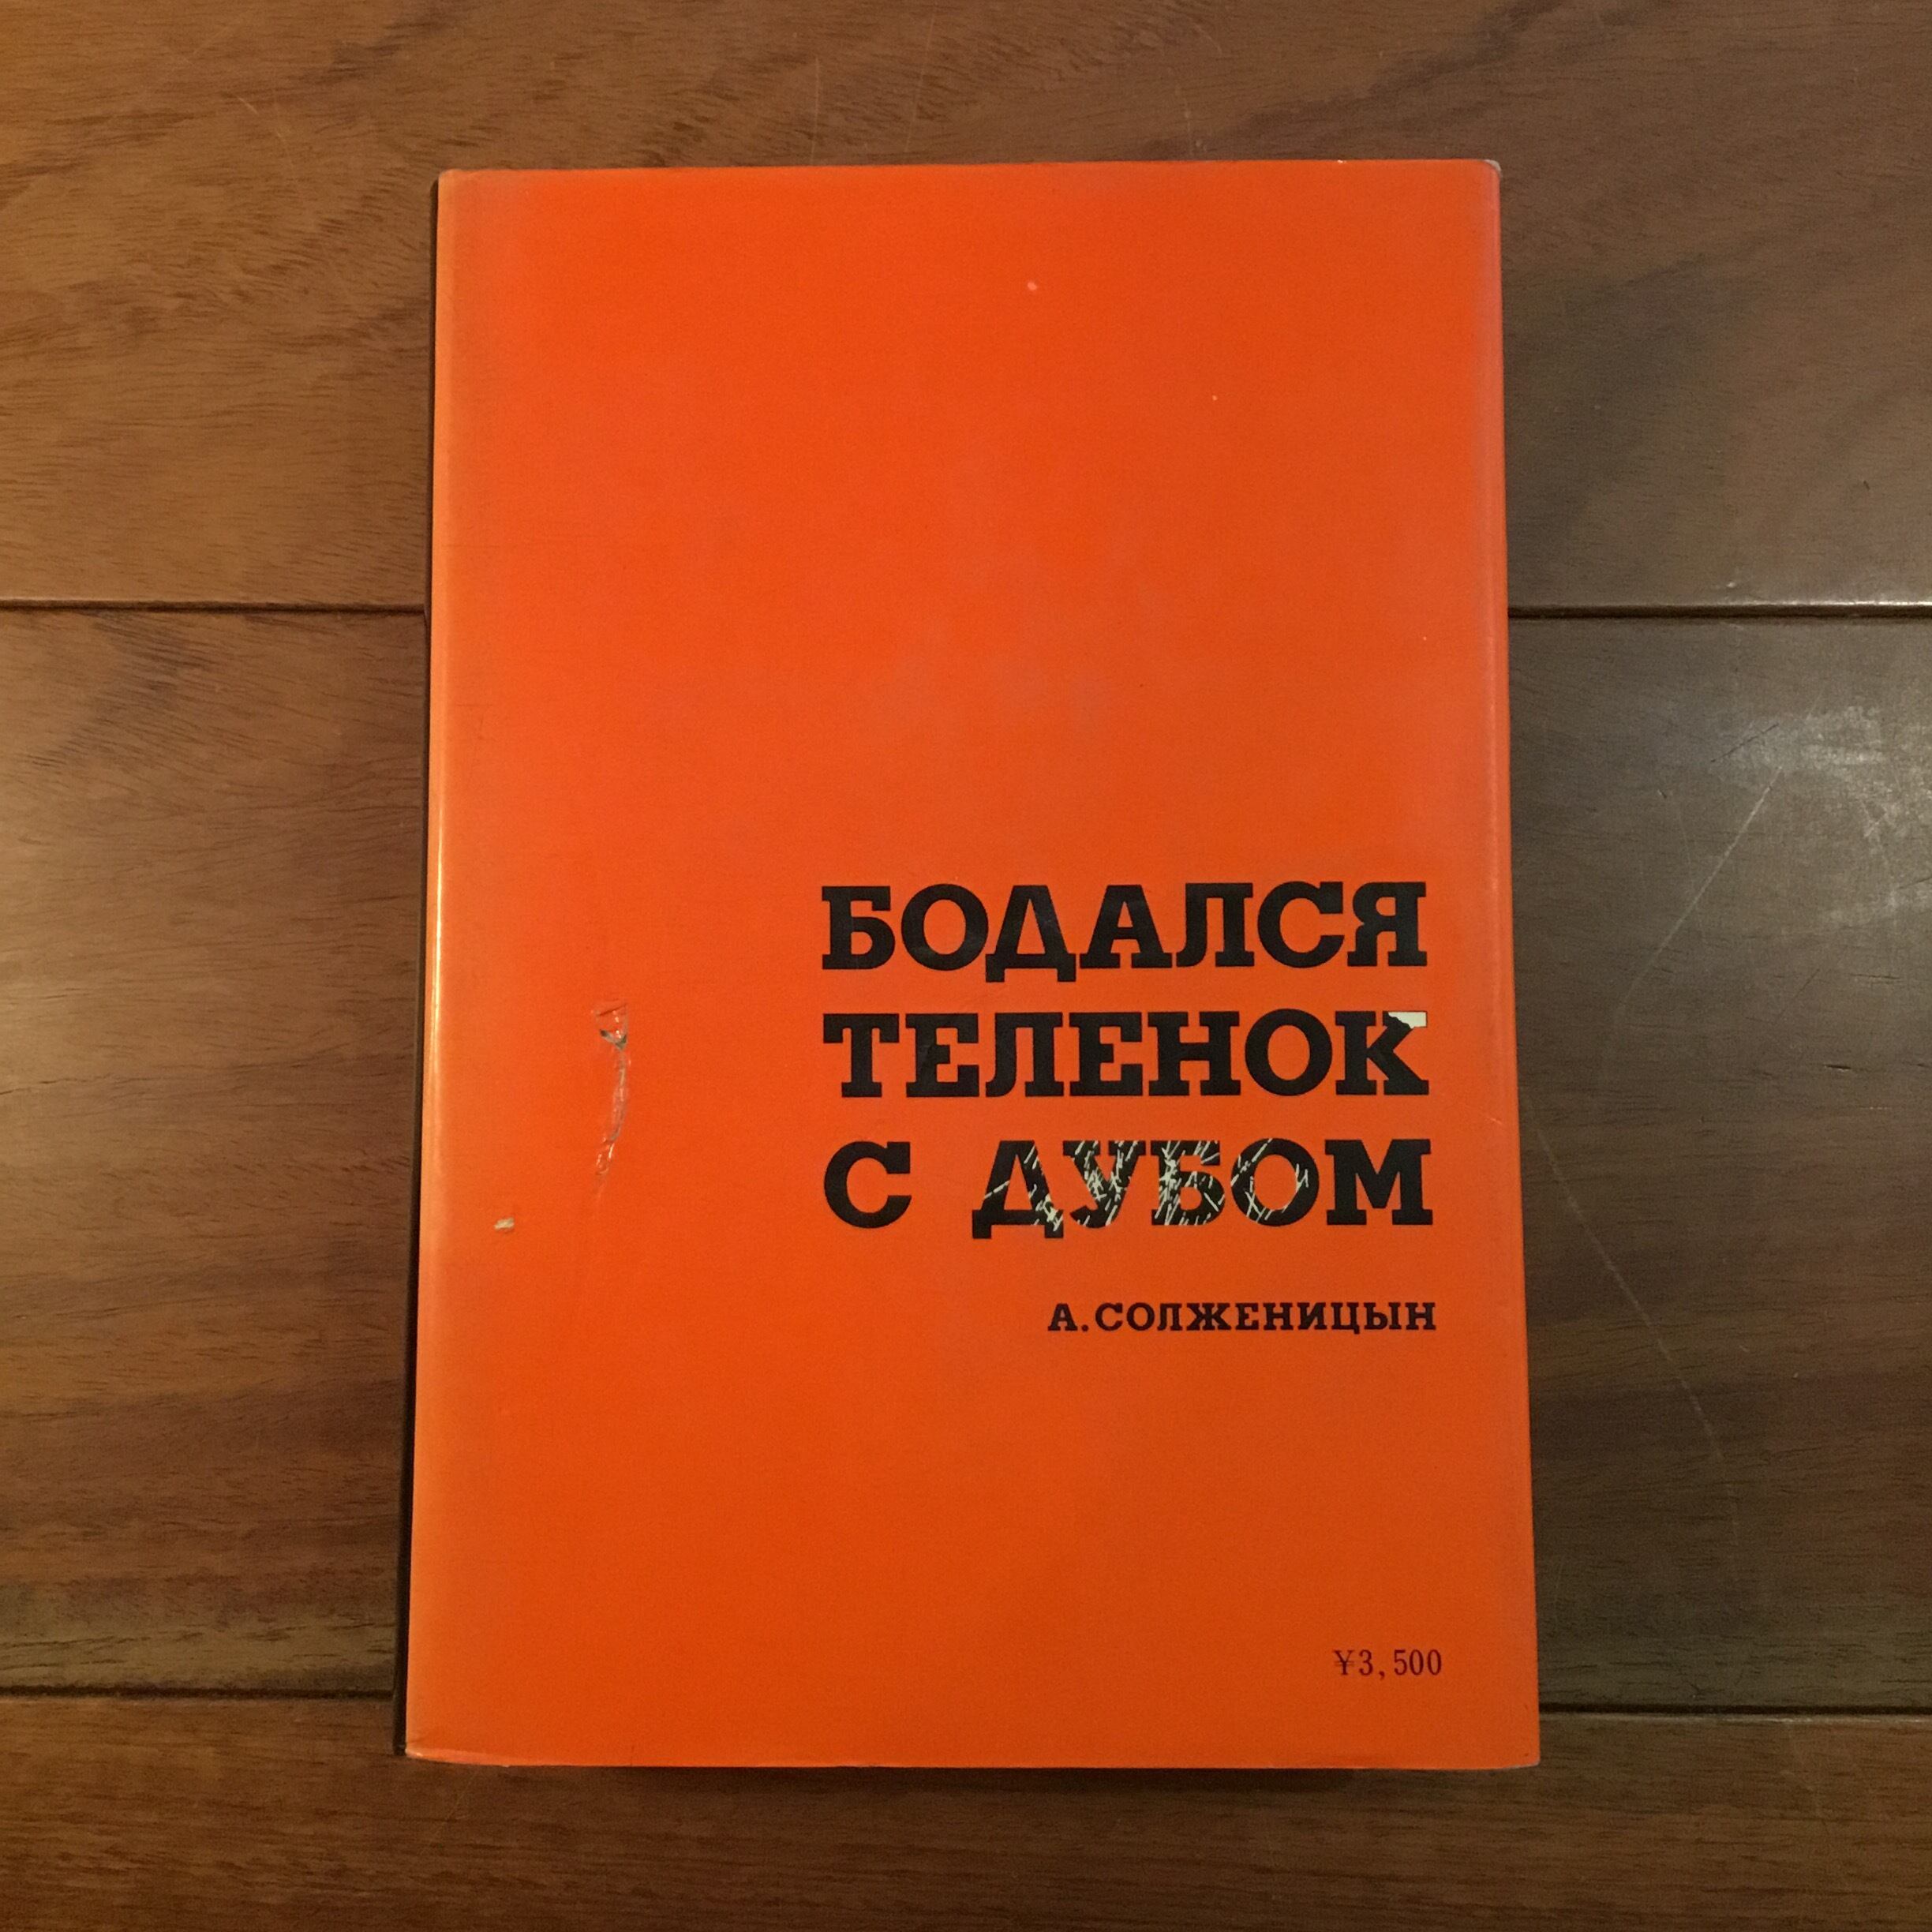 БОДАЛСЯ
ТЕЛЕНОК
С ДУБОМ
А.СОЛЖЕНИЦЫН
¥3,500